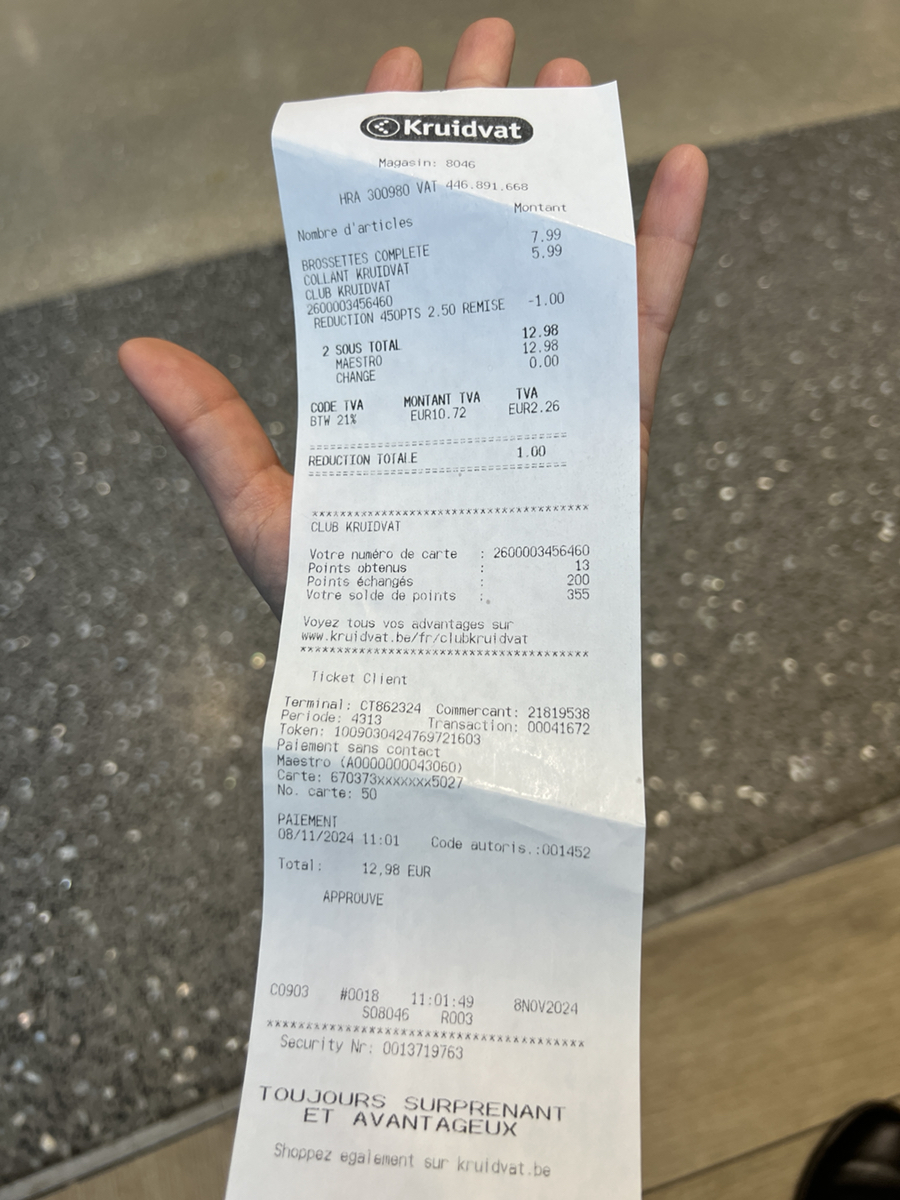 Kruidvat
Magasin: 8046
HRA 300980 VAT 446.891.668
Montant
Nombre d'articles
BROSSETTES COMPLETE 7.99
COLLANT KRUIDVAT 5.99
CLUB KRUIDVAT
2600003456460
REDUCTION 450PTS 2.50 REMISE -1.00
2 SOUS TOTAL 12.98
MAESTRO 12.98
CHANGE 0.00
CODE TVA MONTANT TVA TVA
BTW 21% EUR10.72 EUR2.26
==================================
REDUCTION TOTALE 1.00
==================================
xxxxxxxxxxxxxxxxxxxxxxxxxxxxxxxxxxxxxx
CLUB KRUIDVAT
Votre numéro de carte : 2600003456460
Points obtenus : 13
Points échangés : 200
Votre solde de points : 355
Voyez tous vos advantages sur
www.kruidvat.be/fr/clubkruidvat
xxxxxxxxxxxxxxxxxxxxxxxxxxxxxxxxxxxxxx
Ticket Client
Terminal: CT862324 Commercant: 21819538
Periode: 4313 Transaction: 00041672
Token: 1009030424769721603
Paiement sans contact
Maestro (A0000000043060)
Carte: 670373xxxxxxx5027
No. carte: 50
PAIEMENT
08/11/2024 11:01 Code autoris.:001452
Total: 12,98 EUR
APPROUVE
C0903 #0018 11:01:49 8NOV2024
S08046 R003
xxxxxxxxxxxxxxxxxxxxxxxxxxxxxxxxxxxxxx
Security Nr: 0013719763
TOUJOURS SURPRENANT
ET AVANTAGEUX
Shoppez egalement sur kruidvat.be